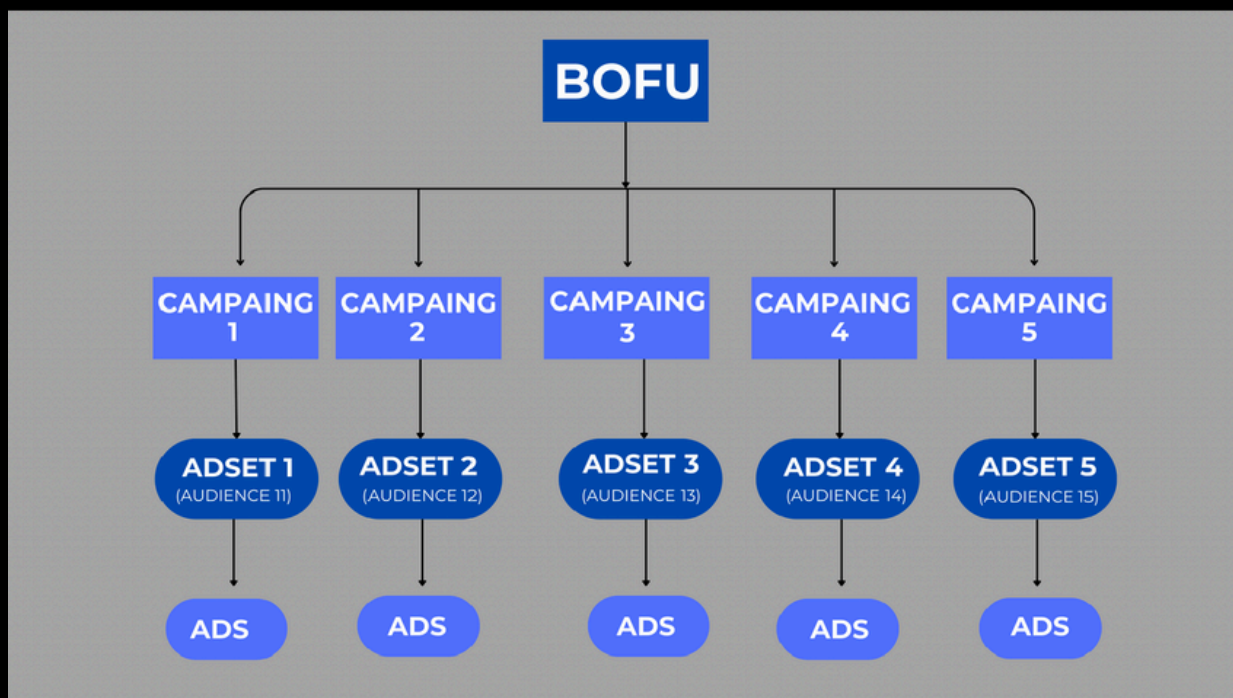 BOFU
CAMPAING
1
CAMPAING
2
CAMPAING
3
CAMPAING
4
CAMPAING
5
ADSET 1
(AUDIENCE 11)
ADSET 2
(AUDIENCE 12)
ADSET 3
(AUDIENCE 13)
ADSET 4
(AUDIENCE 14)
ADSET 5
(AUDIENCE 15)
ADS
ADS
ADS
ADS
ADS